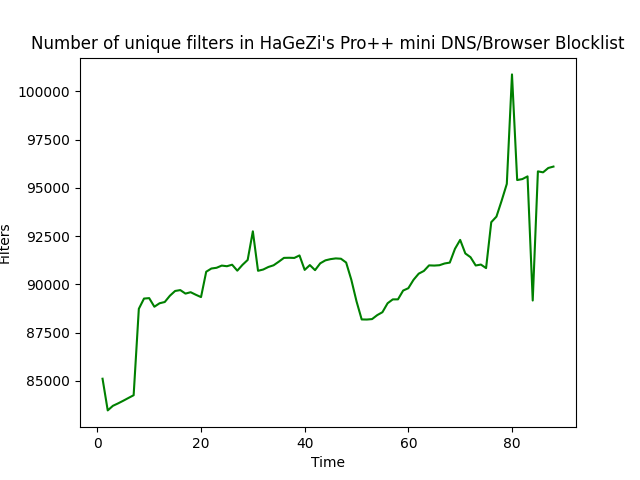 Number of unique filters in HaGeZi's Pro++ mini DNS/Browser Blocklist
100000
97500
95000
92500
90000
87500
85000
Filters
0 20 40 60 80
Time